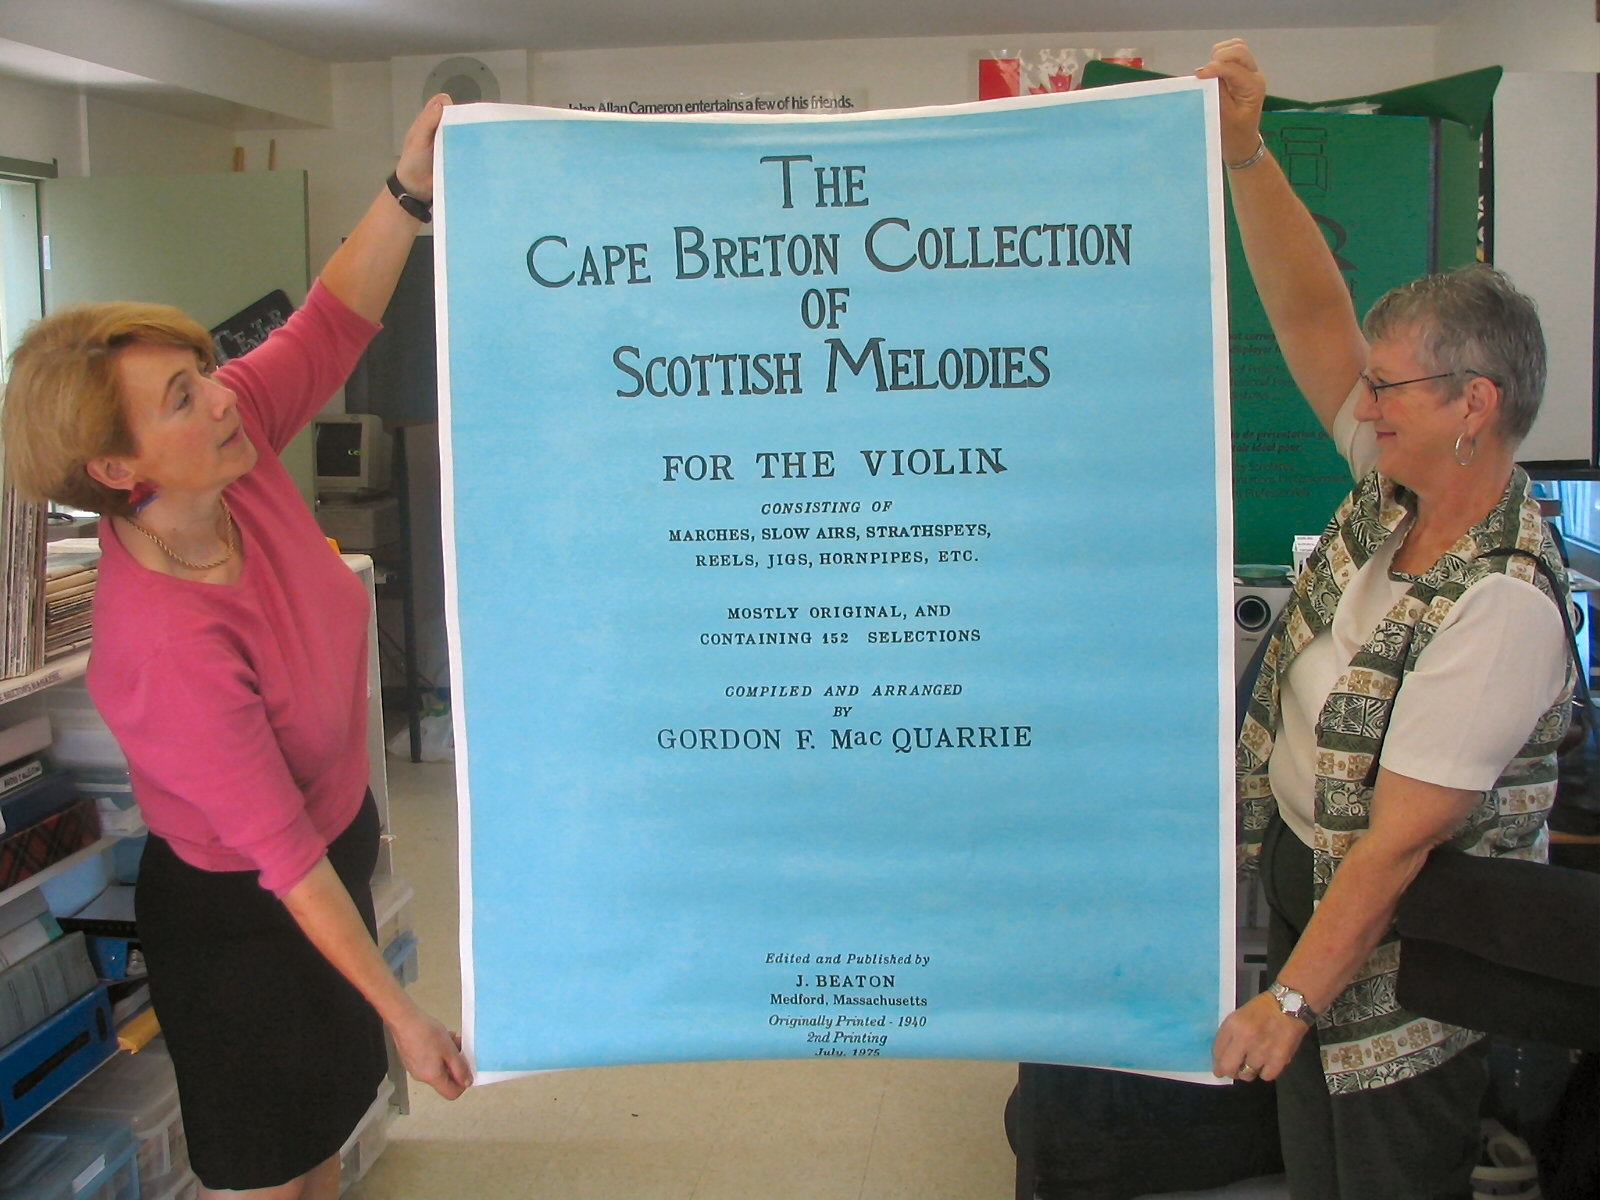 John Allan Cameron entertains a few of his friends.
THE
CAPE BRETON COLLECTION
OF
SCOTTISH MELODIES
FOR THE VIOLIN
CONSISTING OF
MARCHES, SLOW AIRS, STRATHSPEYS,
REELS, JIGS, HORNPIPES, ETC.
MOSTLY ORIGINAL, AND
CONTAINING 152 SELECTIONS
COMPILED AND ARRANGED
BY
GORDON F. Mac QUARRIE
Edited and Published by
J. BEATON
Medford, Massachusetts
Originally Printed - 1940
2nd Printing
July, 1975